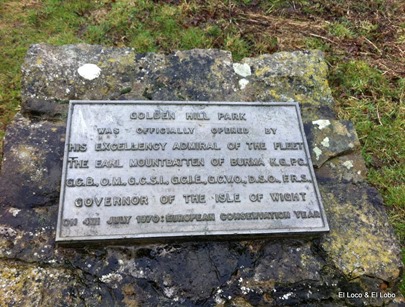 GOLDEN HILL PARK
WAS OFFICIALLY OPENED BY
HIS EXCELLENCY ADMIRAL OF THE FLEET
THE EARL MOUNTBATTEN OF BURMA K.G., P.C.
G.C.B., O.M., G.C.S.I., G.C.I.E., G.C.V.O., D.S.O., F.R.S.
GOVERNOR OF THE ISLE OF WIGHT
ON 4TH JULY 1970: EUROPEAN CONSERVATION YEAR
El Loco & El Lobo